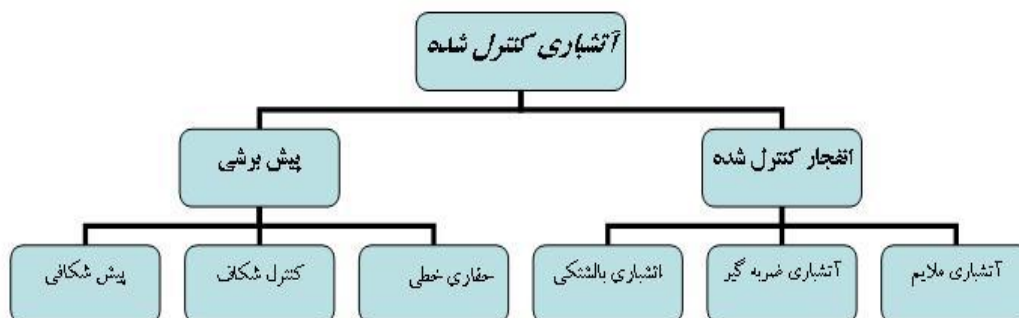 آتشباری کنترل شده
انفجار کنترل شده
پیش برشی
آتشباری ملایم
آتشباری ضربه گیر
اتشباری بالشتکی
حفاری خطی
کنترل شکاف
پیش شکافی